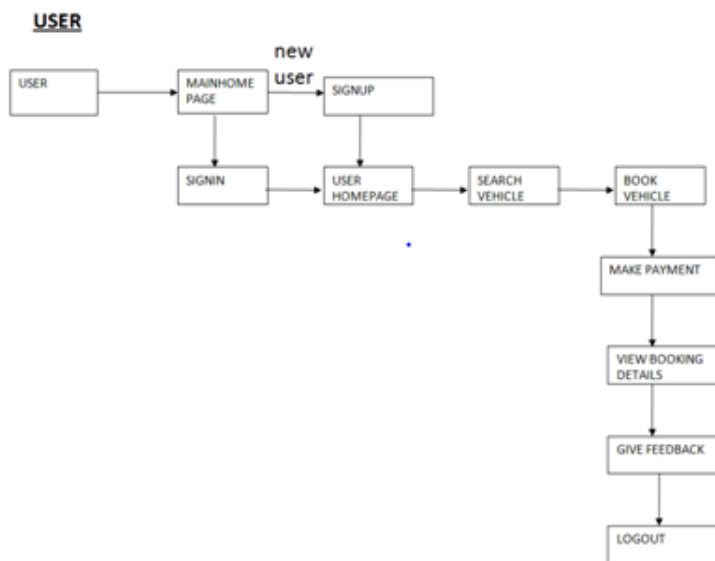 USER
new
user
USER
MAINHOME
PAGE
SIGNUP
SIGNIN
USER
HOMEPAGE
SEARCH
VEHICLE
BOOK
VEHICLE
MAKE PAYMENT
VIEW BOOKING
DETAILS
GIVE FEEDBACK
LOGOUT